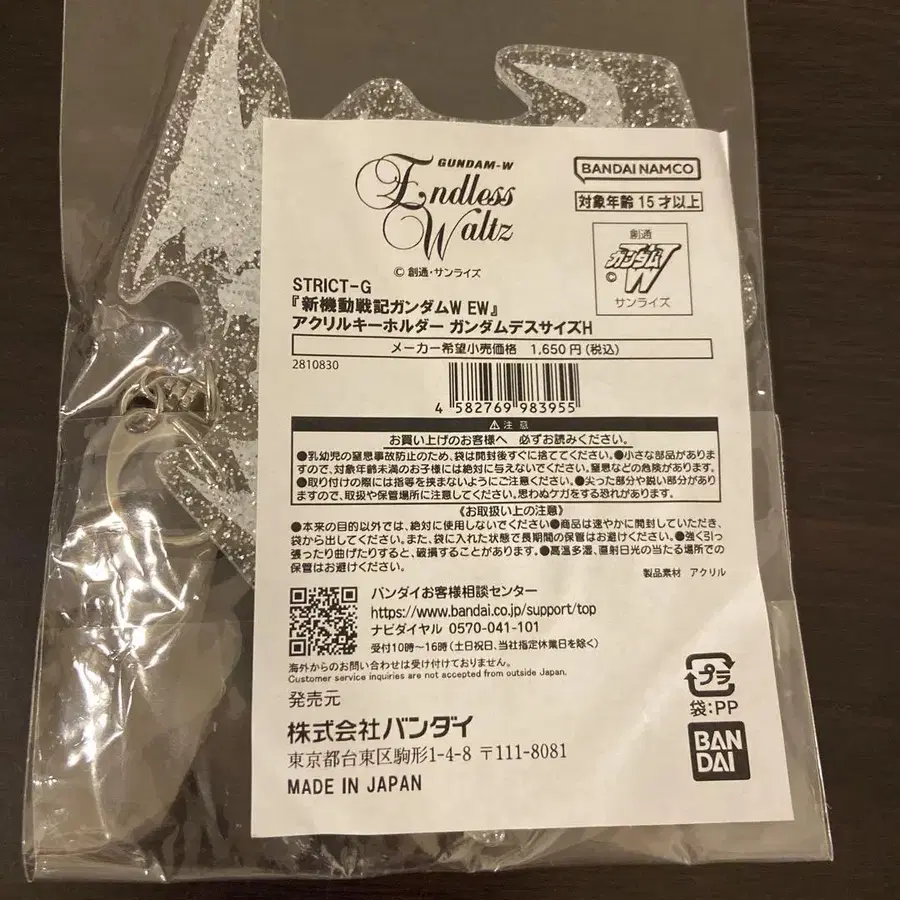 GUNDAM-W
Endless
Waltz
© 創通・サンライズ
BANDAI NAMCO
対象年齢 15才以上
創通
ガンダム
W
©
サンライズ
STRICT-G
『新機動戦記ガンダムW EW』
アクリルキーホルダー ガンダムデスサイズH
メーカー希望小売価格 1,650円(税込)
2810830
4 582769 983955
⚠注意
お買い上げのお客様へ 必ずお読みください。
●乳幼児の窒息事故防止のため、袋は開封後すぐに捨ててください。●小さな部品がありま
すので、対象年齢未満のお子様には絶対に与えないでください。窒息などの危険があります。
●取り付けの際には指等を挟まないようにご注意ください。●尖った部分や鋭い部分があり
ますので、取扱や保管場所に注意してください。思わぬケガをする恐れがあります。
《お取扱い上の注意》
●本来の目的以外では、絶対に使用しないでください●商品は速やかに開封していただき、
袋から出してください。また、袋に入れた状態で長期間の保管はお避けください。●強く引っ
張ったり曲げたりすると、破損することがあります。●高温多湿、直射日光の当たる場所での
保管はお避けください。
製品素材 アクリル
バンダイお客様相談センター
https://www.bandai.co.jp/support/top
ナビダイヤル 0570-041-101
受付10時〜16時(土日祝日、当社指定休業日を除く)
海外からのお問い合わせは受け付けておりません。
Customer service inquiries are not accepted from outside Japan.
発売元
株式会社バンダイ
東京都台東区駒形1-4-8 〒111-8081
MADE IN JAPAN
プラ
袋:PP
BAN
DAI